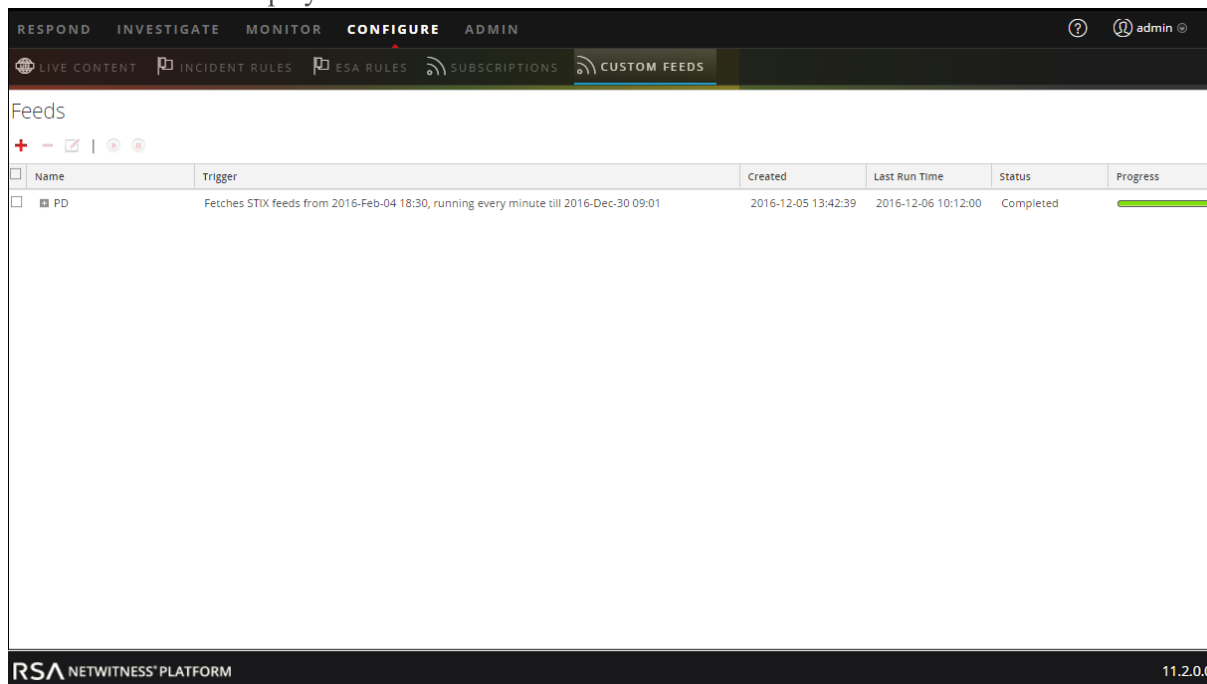 RESPOND INVESTIGATE MONITOR CONFIGURE ADMIN ? admin
LIVE CONTENT INCIDENT RULES ESA RULES SUBSCRIPTIONS CUSTOM FEEDS
Feeds
Name Trigger Created Last Run Time Status Progress
PD Fetches STIX feeds from 2016-Feb-04 18:30, running every minute till 2016-Dec-30 09:01 2016-12-05 13:42:39 2016-12-06 10:12:00 Completed
RSA NETWITNESS® PLATFORM 11.2.0.